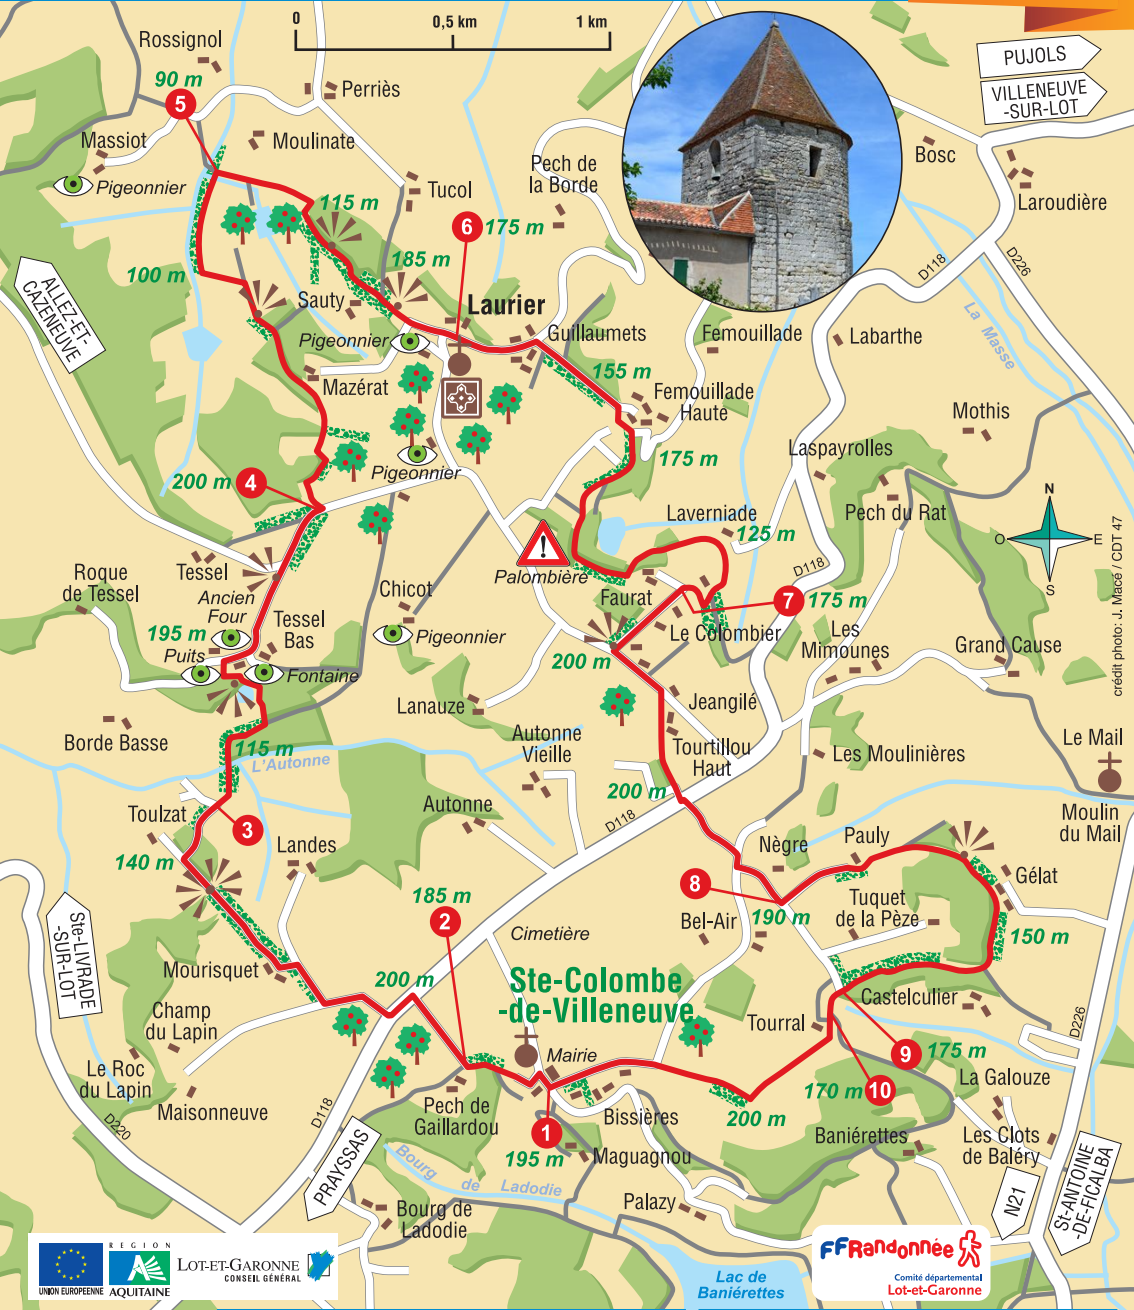 0
0,5 km
1 km
Rossignol
90 m
5
Perriès
Massiot
Moulinate
Pigeonnier
Tucol
Pech de
la Borde
115 m
6
175 m
185 m
100 m
Sauty
Laurier
Pigeonnier
Guillaumets
Femouillade
Labarthe
PUJOLS
VILLENEUVE
-SUR-LOT
Bosc
Laroudière
D118
D226
La Masse
ALLEZ-ET-
CAZENEUVE
Mazérat
155 m
Femouillade
Haute
Mothis
Laspayrolles
175 m
Pigeonnier
200 m
4
Laverniade
125 m
Pech du Rat
N
O
E
S
Palombière
D118
Roque
de Tessel
Tessel
Ancien
Four
Chicot
Faurat
7
175 m
195 m
Puits
Tessel
Bas
Pigeonnier
Le Colombier
Les
Mimounes
Grand Cause
200 m
Fontaine
Lanauze
Jeangilé
crédit photo: J. Macé / CDT 47
Borde Basse
115 m
L'Autonne
Autonne
Vieille
Tourtillou
Haut
Les Moulinières
Le Mail
200 m
Toulzat
3
Autonne
D118
Moulin
du Mail
140 m
Landes
Nègre
Pauly
Gélat
185 m
8
2
190 m
Tuquet
de la Pèze
Bel-Air
150 m
Cimetière
Ste-LIVRADE
-SUR-LOT
Mourisquet
200 m
Ste-Colombe
-de-Villeneuve
Castelculier
Champ
du Lapin
Tourral
D226
Mairie
9
175 m
Le Roc
du Lapin
La Galouze
170 m
10
Maisonneuve
Pech de
Gaillardou
Bissières
200 m
D220
D118
1
Baniérettes
Les Clots
de Baléry
195 m
Maguagnou
PRAYSSAS
Bourg
de
Ladodie
Palazy
N21
St-ANTOINE
-DE-FICALBA
Bourg de
Ladodie
UNION EUROPEENNE
REGION
AQUITAINE
LOT-ET-GARONNE
CONSEIL GÉNÉRAL
Lac de
Baniérettes
FFRandonnée
Comité départemental
Lot-et-Garonne